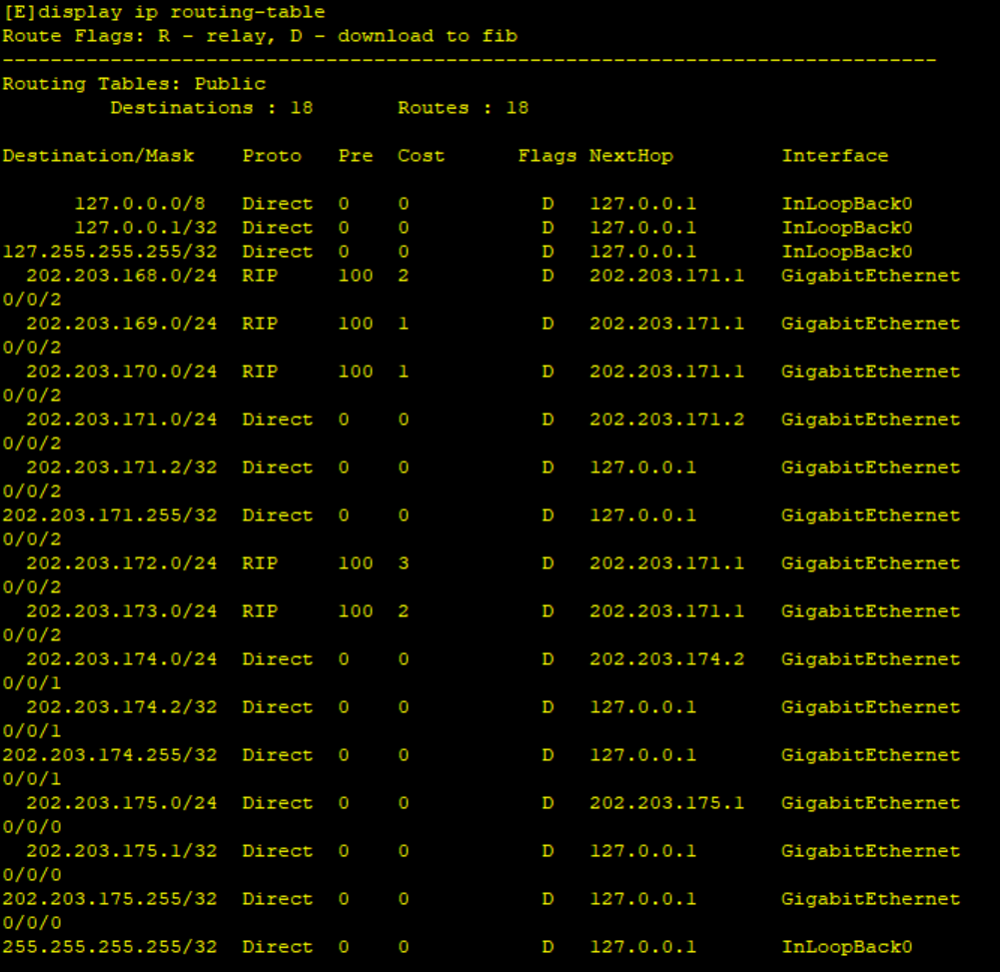 [E]display ip routing-table
Route Flags: R - relay, D - download to fib
------------------------------------------------------------------------------
Routing Tables: Public
         Destinations : 18       Routes : 18

Destination/Mask    Proto   Pre  Cost      Flags NextHop         Interface

      127.0.0.0/8   Direct  0    0           D   127.0.0.1       InLoopBack0
      127.0.0.1/32  Direct  0    0           D   127.0.0.1       InLoopBack0
127.255.255.255/32  Direct  0    0           D   127.0.0.1       InLoopBack0
  202.203.168.0/24  RIP     100  2           D   202.203.171.1   GigabitEthernet
0/0/2
  202.203.169.0/24  RIP     100  1           D   202.203.171.1   GigabitEthernet
0/0/2
  202.203.170.0/24  RIP     100  1           D   202.203.171.1   GigabitEthernet
0/0/2
  202.203.171.0/24  Direct  0    0           D   202.203.171.2   GigabitEthernet
0/0/2
  202.203.171.2/32  Direct  0    0           D   127.0.0.1       GigabitEthernet
0/0/2
202.203.171.255/32  Direct  0    0           D   127.0.0.1       GigabitEthernet
0/0/2
  202.203.172.0/24  RIP     100  3           D   202.203.171.1   GigabitEthernet
0/0/2
  202.203.173.0/24  RIP     100  2           D   202.203.171.1   GigabitEthernet
0/0/2
  202.203.174.0/24  Direct  0    0           D   202.203.174.2   GigabitEthernet
0/0/1
  202.203.174.2/32  Direct  0    0           D   127.0.0.1       GigabitEthernet
0/0/1
202.203.174.255/32  Direct  0    0           D   127.0.0.1       GigabitEthernet
0/0/1
  202.203.175.0/24  Direct  0    0           D   202.203.175.1   GigabitEthernet
0/0/0
  202.203.175.1/32  Direct  0    0           D   127.0.0.1       GigabitEthernet
0/0/0
202.203.175.255/32  Direct  0    0           D   127.0.0.1       GigabitEthernet
0/0/0
255.255.255.255/32  Direct  0    0           D   127.0.0.1       InLoopBack0